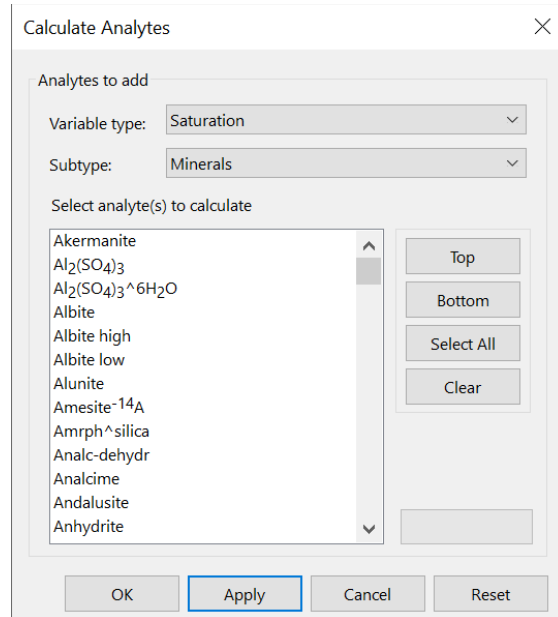 Calculate Analytes
Analytes to add
Variable type: Saturation
Subtype: Minerals
Select analyte(s) to calculate
Akermanite
Al₂(SO₄)₃
Al₂(SO₄)₃^6H₂O
Albite
Albite high
Albite low
Alunite
Amesite⁻¹⁴A
Amrph^silica
Analc-dehydr
Analcime
Andalusite
Anhydrite
Top
Bottom
Select All
Clear
OK Apply Cancel Reset